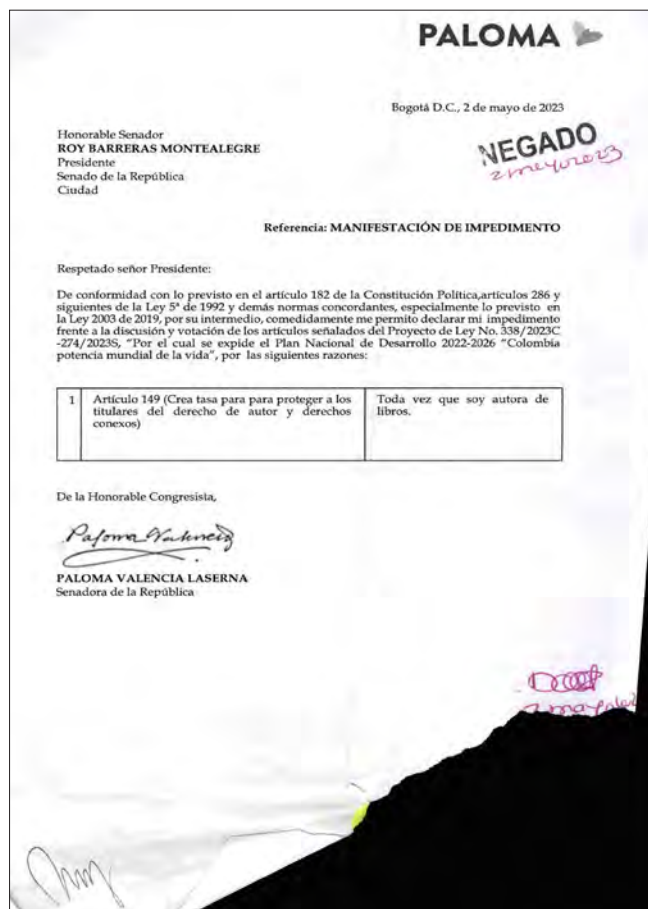 PALOMA
Bogotá D.C., 2 de mayo de 2023
Honorable Senador
ROY BARRERAS MONTEALEGRE
Presidente
Senado de la República
Ciudad
NEGADO
2 mayo 2023
Referencia: MANIFESTACIÓN DE IMPEDIMENTO
Respetado señor Presidente:
De conformidad con lo previsto en el artículo 182 de la Constitución Política,artículos 286 y
siguientes de la Ley 5ª de 1992 y demás normas concordantes, especialmente lo previsto en
la Ley 2003 de 2019, por su intermedio, comedidamente me permito declarar mi impedimento
frente a la discusión y votación de los artículos señalados del Proyecto de Ley No. 338/2023C
-274/2023S, "Por el cual se expide el Plan Nacional de Desarrollo 2022-2026 "Colombia
potencia mundial de la vida", por las siguientes razones:
1 Artículo 149 (Crea tasa para para proteger a los Toda vez que soy autora de
titulares del derecho de autor y derechos libros.
conexos)
De la Honorable Congresista,
Paloma Valencia
PALOMA VALENCIA LASERNA
Senadora de la República